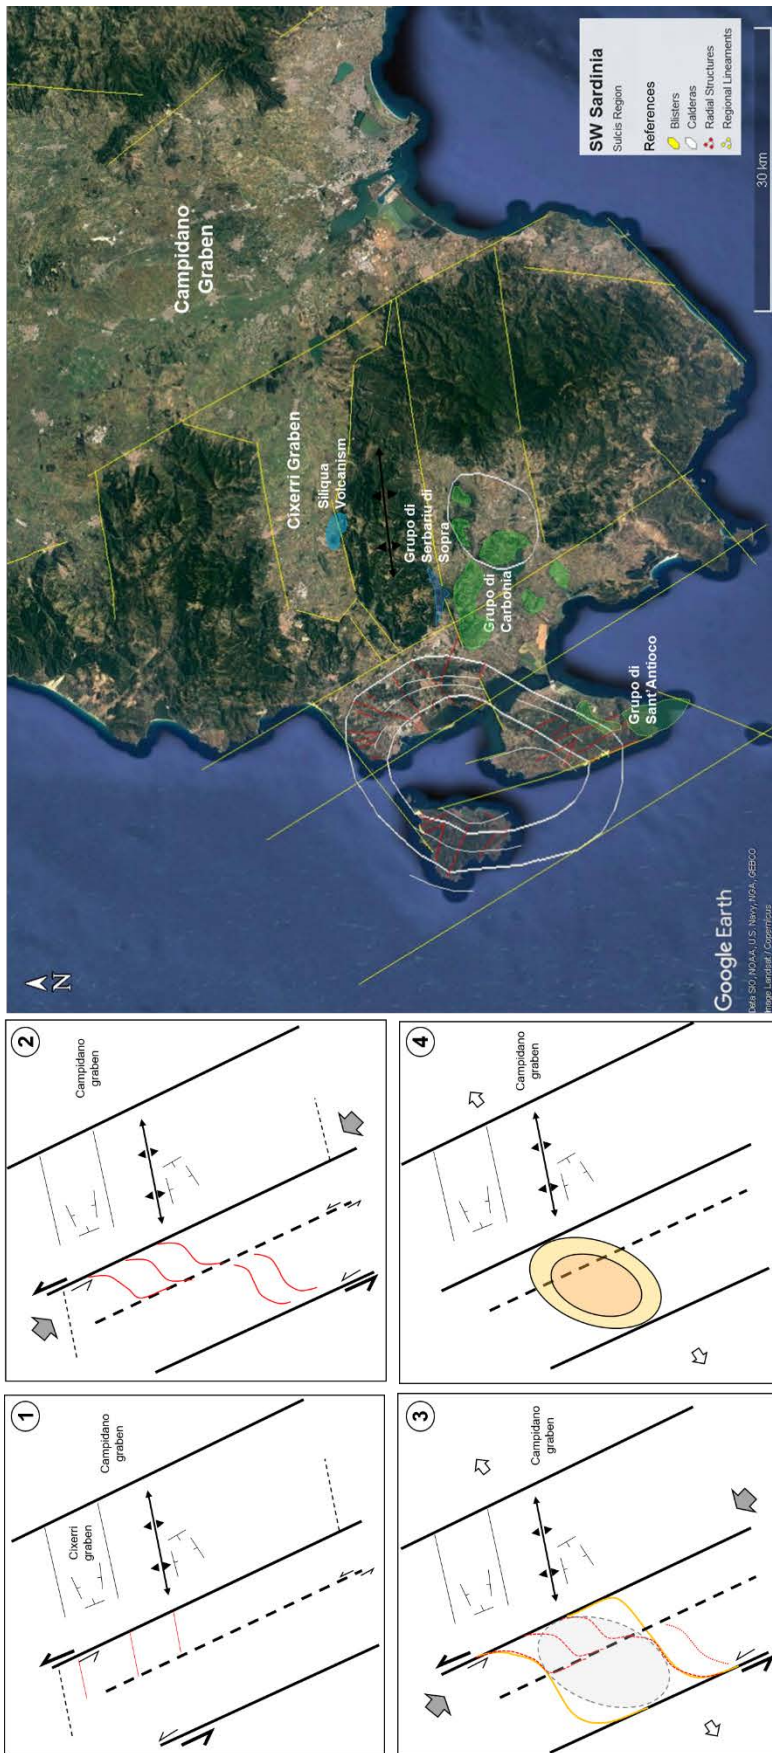 1
Cixerri
graben
Campidano
graben
2
Campidano
graben
3
Campidano
graben
4
Campidano
graben
N
Campidano
Graben
Cixerri Graben
Siliqua
Volcanism
Grupo di
Serbariu di
Sopra
Grupo di
Carbonia
Grupo di
Sant'Antioco
SW Sardinia
Sulcis Region
References
Blisters
Calderas
Radial Structures
Regional Lineaments
30 km
Google Earth
Data SIO, NOAA, U.S. Navy, NGA, GEBCO
Image Landsat / Copernicus